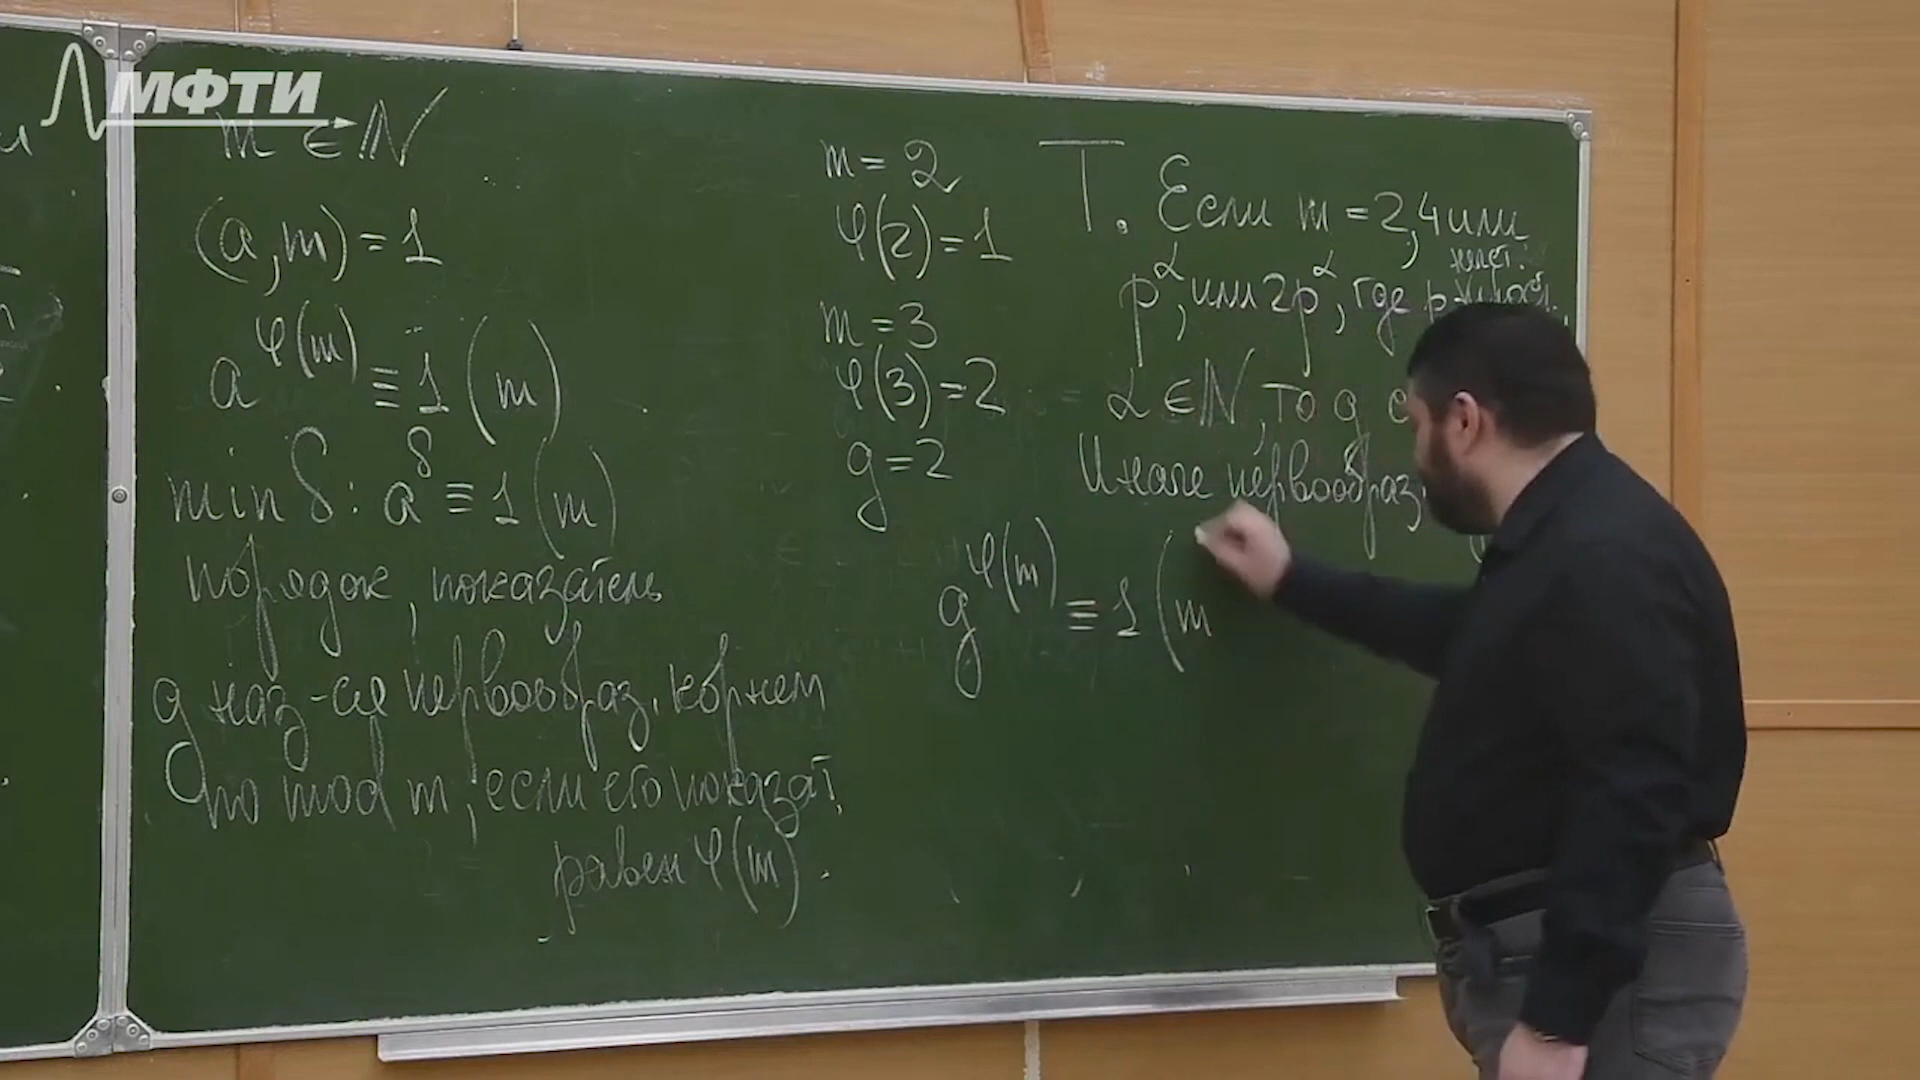 МФТИ
m ∈ ℕ
(a,m)=1
a^φ(m) ≡ 1 (m)
min δ: a^δ ≡ 1 (m)
порядок, показатель
g наз-ся первообраз. корнем
по mod m, если его показат.
равен φ(m).
m=2
φ(2)=1
m=3
φ(3)=2
g=2
Т. Если m=2,4 или
p^α, или 2p^α, где p
нечет.
α ∈ ℕ, то g
Иначе первообраз.
g^φ(m) ≡ 1 (m